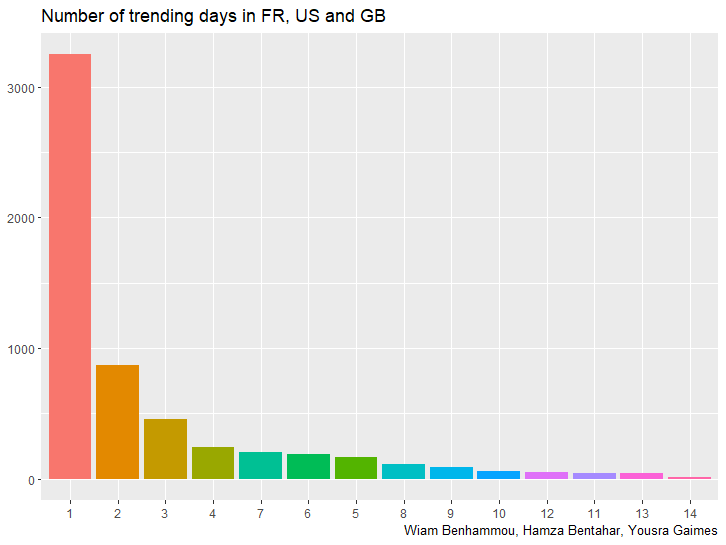 Number of trending days in FR, US and GB
3000
2000
1000
0
1 2 3 4 7 6 5 8 9 10 12 11 13 14
Wiam Benhammou, Hamza Bentahar, Yousra Gaimes